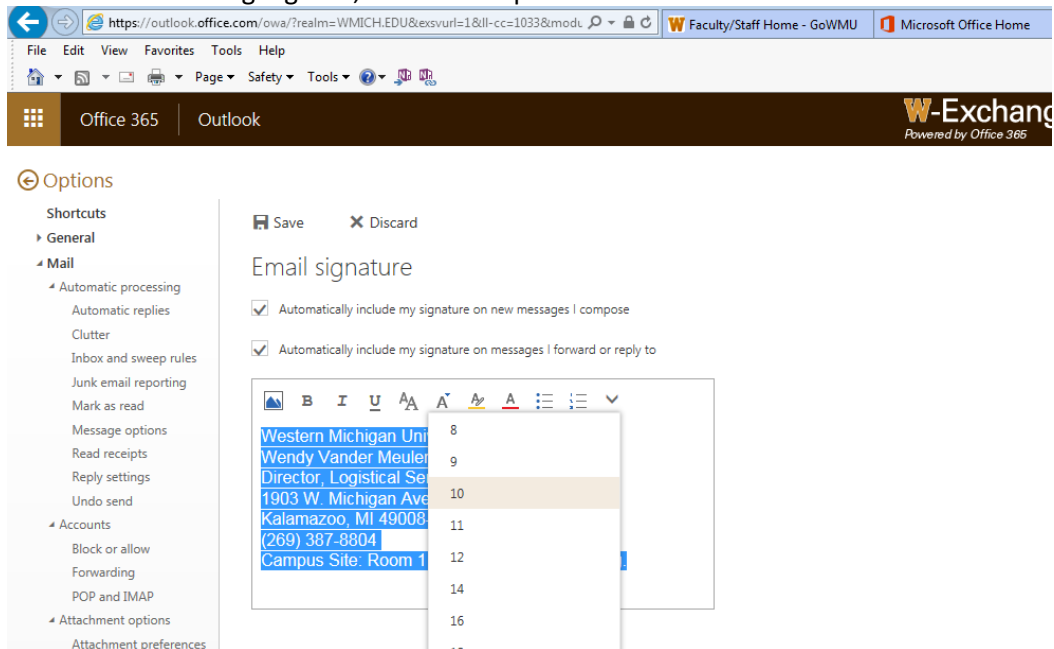 https://outlook.office.com/owa/?realm=WMICH.EDU&exsvurl=1&ll-cc=1033&modu
Faculty/Staff Home - GoWMU
Microsoft Office Home
File Edit View Favorites Tools Help
Page Safety Tools
Office 365 Outlook
W-Exchang
Powered by Office 365
Options
Shortcuts
General
Mail
Automatic processing
Automatic replies
Clutter
Inbox and sweep rules
Junk email reporting
Mark as read
Message options
Read receipts
Reply settings
Undo send
Accounts
Block or allow
Forwarding
POP and IMAP
Attachment options
Attachment preferences
Save Discard
Email signature
Automatically include my signature on new messages I compose
Automatically include my signature on messages I forward or reply to
B I U
Western Michigan Uni
Wendy Vander Meulen
Director, Logistical Ser
1903 W. Michigan Ave
Kalamazoo, MI 49008-
(269) 387-8804
Campus Site: Room 1
8
9
10
11
12
14
16